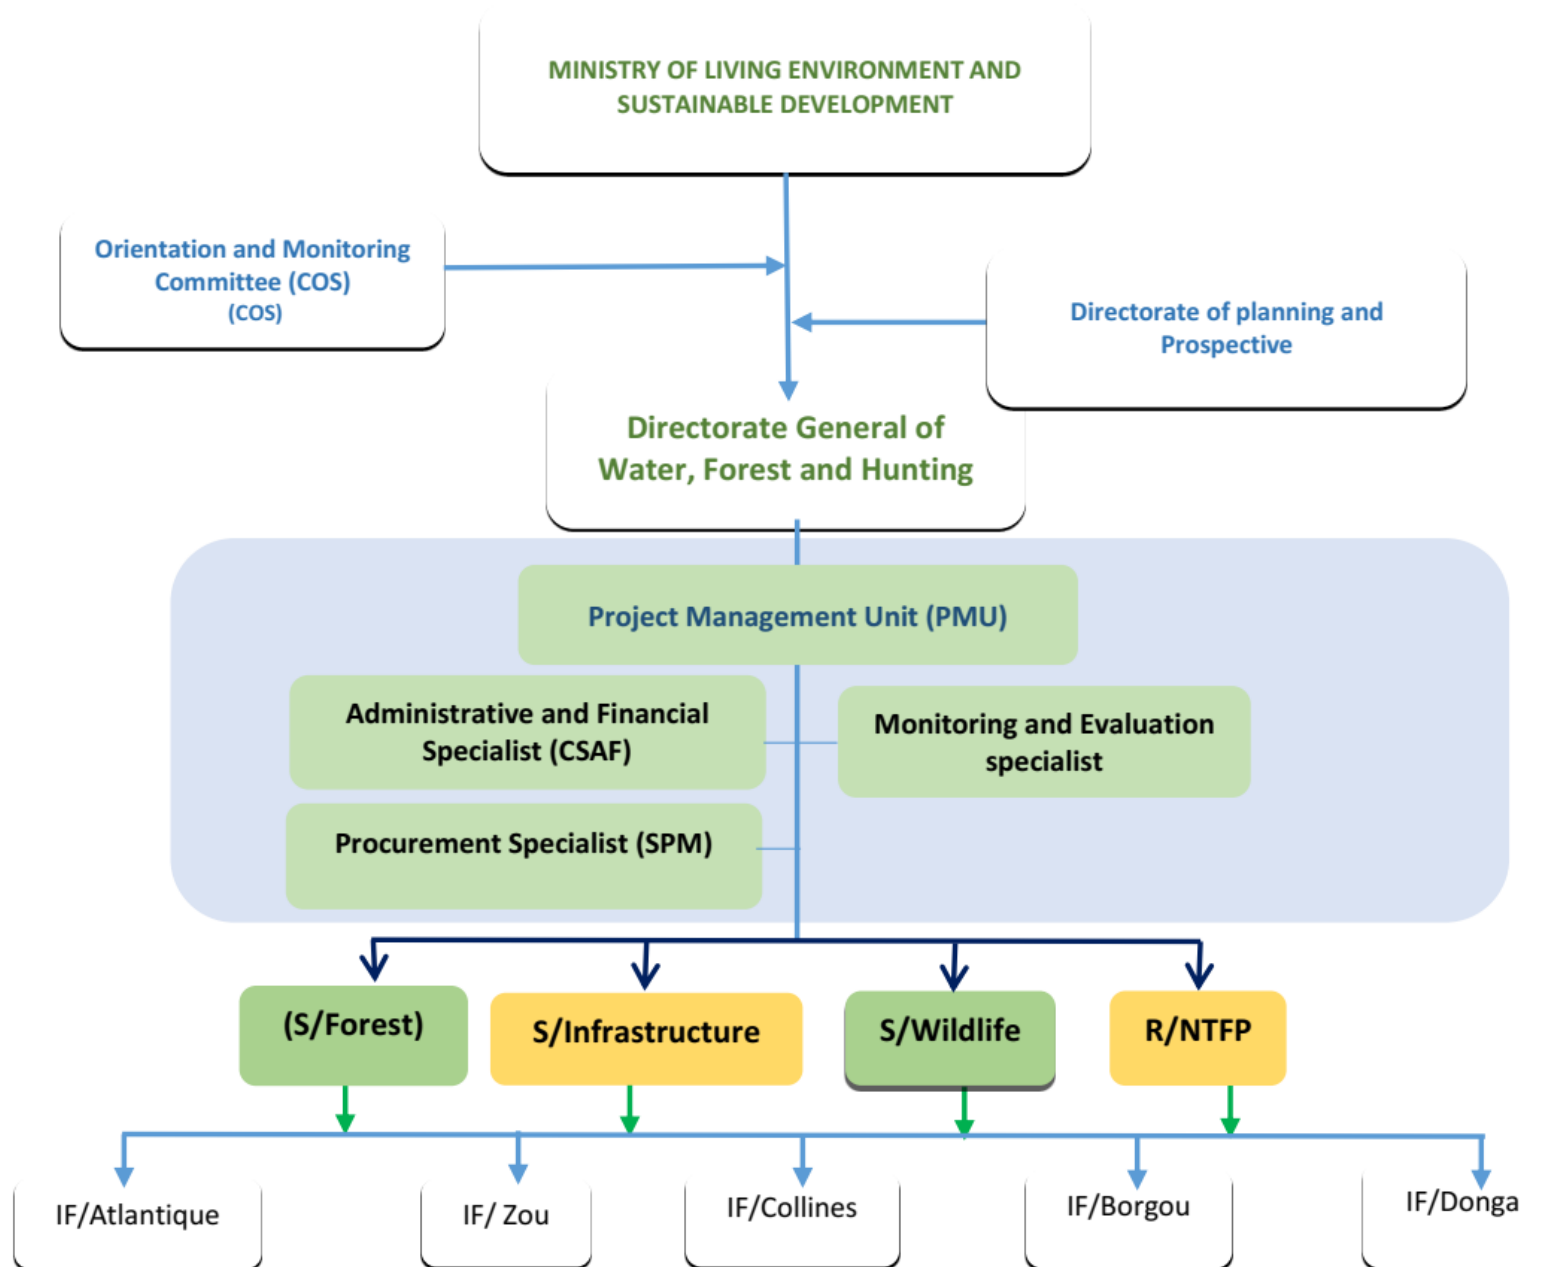 MINISTRY OF LIVING ENVIRONMENT AND
SUSTAINABLE DEVELOPMENT
Orientation and Monitoring
Committee (COS)
(COS)
Directorate of planning and
Prospective
Directorate General of
Water, Forest and Hunting
Project Management Unit (PMU)
Administrative and Financial
Specialist (CSAF)
Monitoring and Evaluation
specialist
Procurement Specialist (SPM)
(S/Forest)
S/Infrastructure
S/Wildlife
R/NTFP
IF/Atlantique
IF/ Zou
IF/Collines
IF/Borgou
IF/Donga